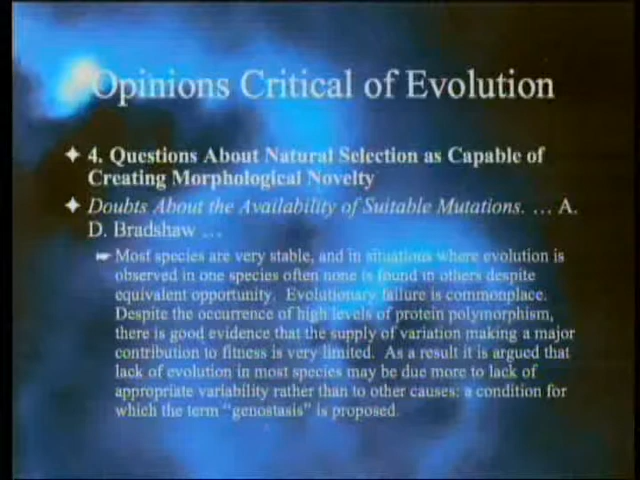 Opinions Critical of Evolution
4. Questions About Natural Selection as Capable of
Creating Morphological Novelty
Doubts About the Availability of Suitable Mutations. … A.
D. Bradshaw …
Most species are very stable, and in situations where evolution is
observed in one species often none is found in others despite
equivalent opportunity. Evolutionary failure is commonplace.
Despite the occurrence of high levels of protein polymorphism,
there is good evidence that the supply of variation making a major
contribution to fitness is very limited. As a result it is argued that
lack of evolution in most species may be due more to lack of
appropriate variability rather than to other causes: a condition for
which the term "genostasis" is proposed.